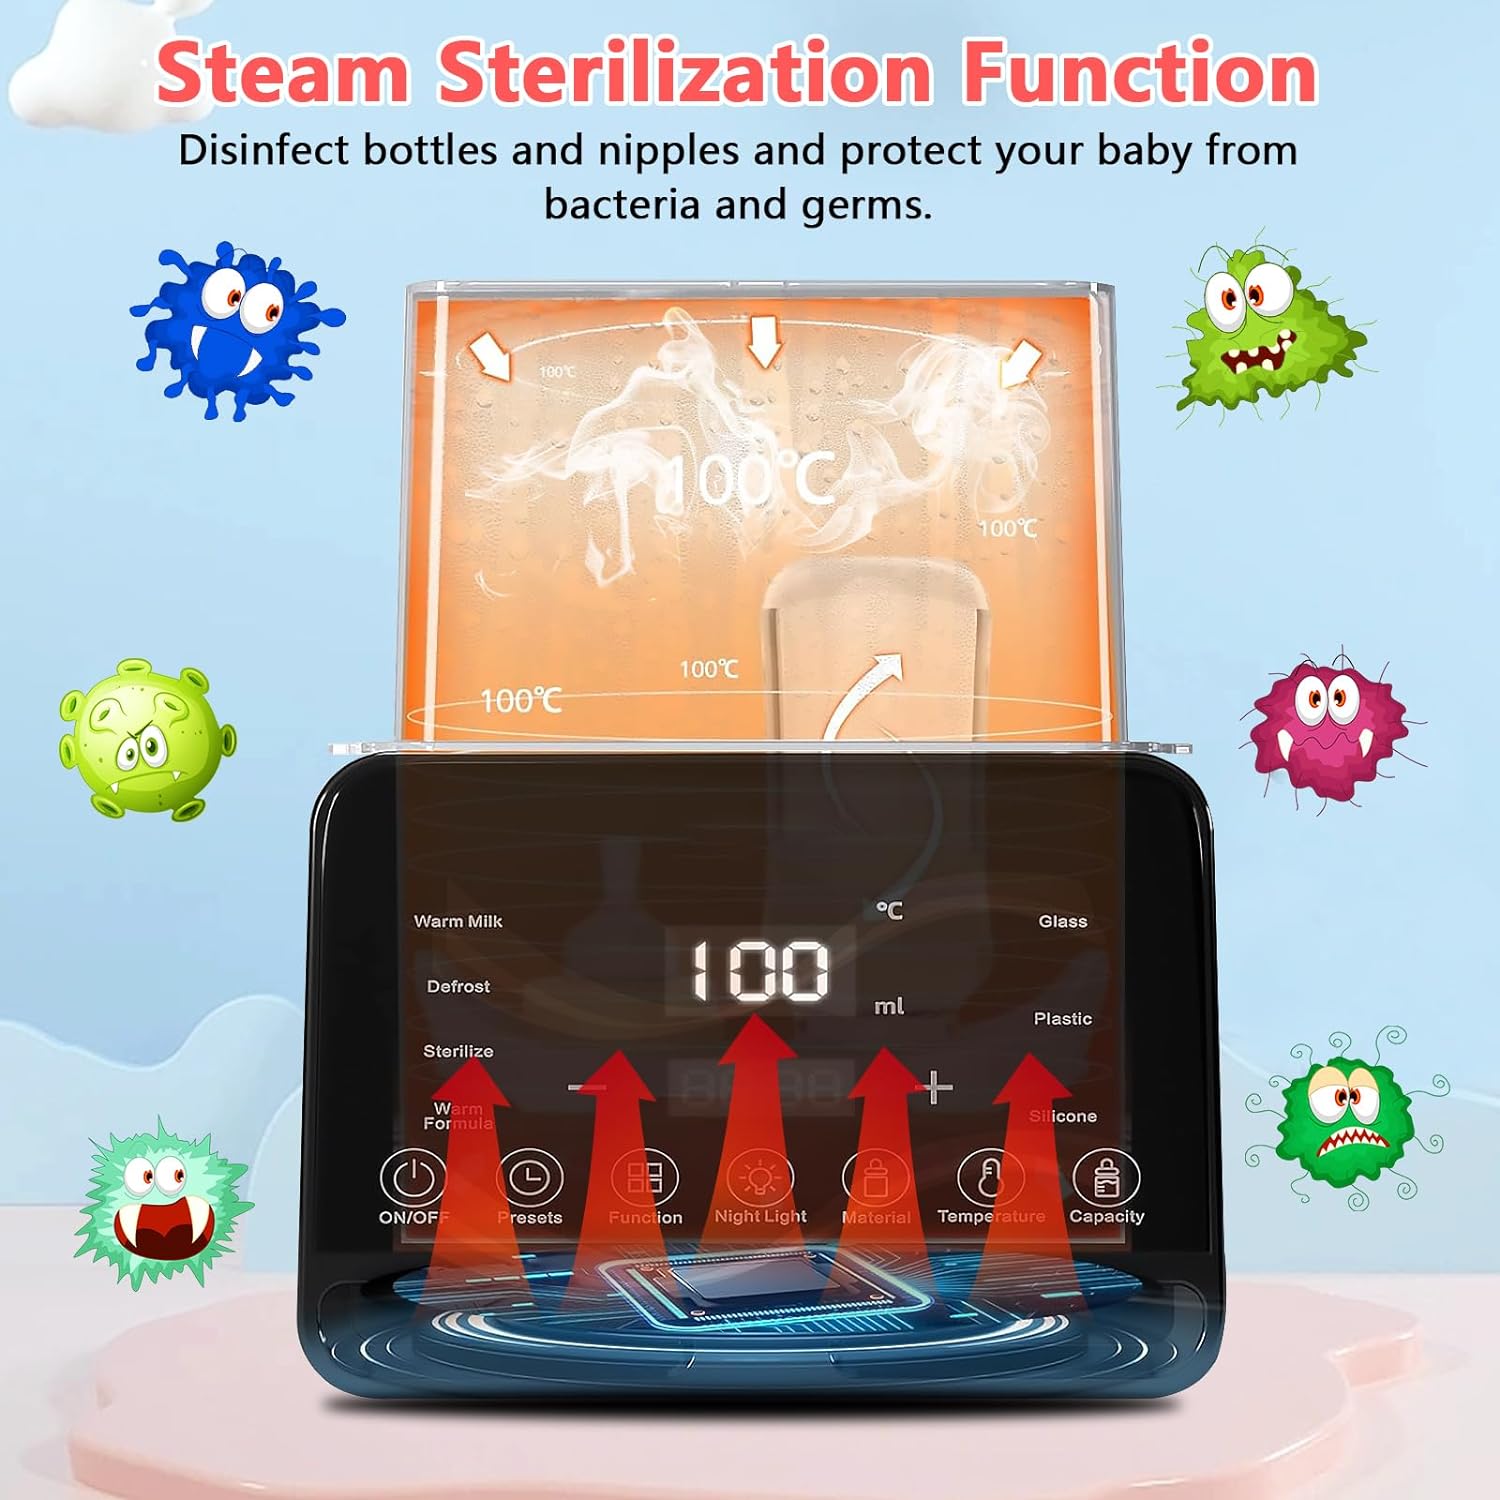 Steam Sterilization Function
Disinfect bottles and nipples and protect your baby from
bacteria and germs.
100℃
100℃
100℃
100℃
100℃
Warm Milk
°C
Glass
100
Defrost
ml
Plastic
Sterilize
− +
Warm
Formula
Silicone
ON/OFF Presets Function Night Light Material Temperature Capacity